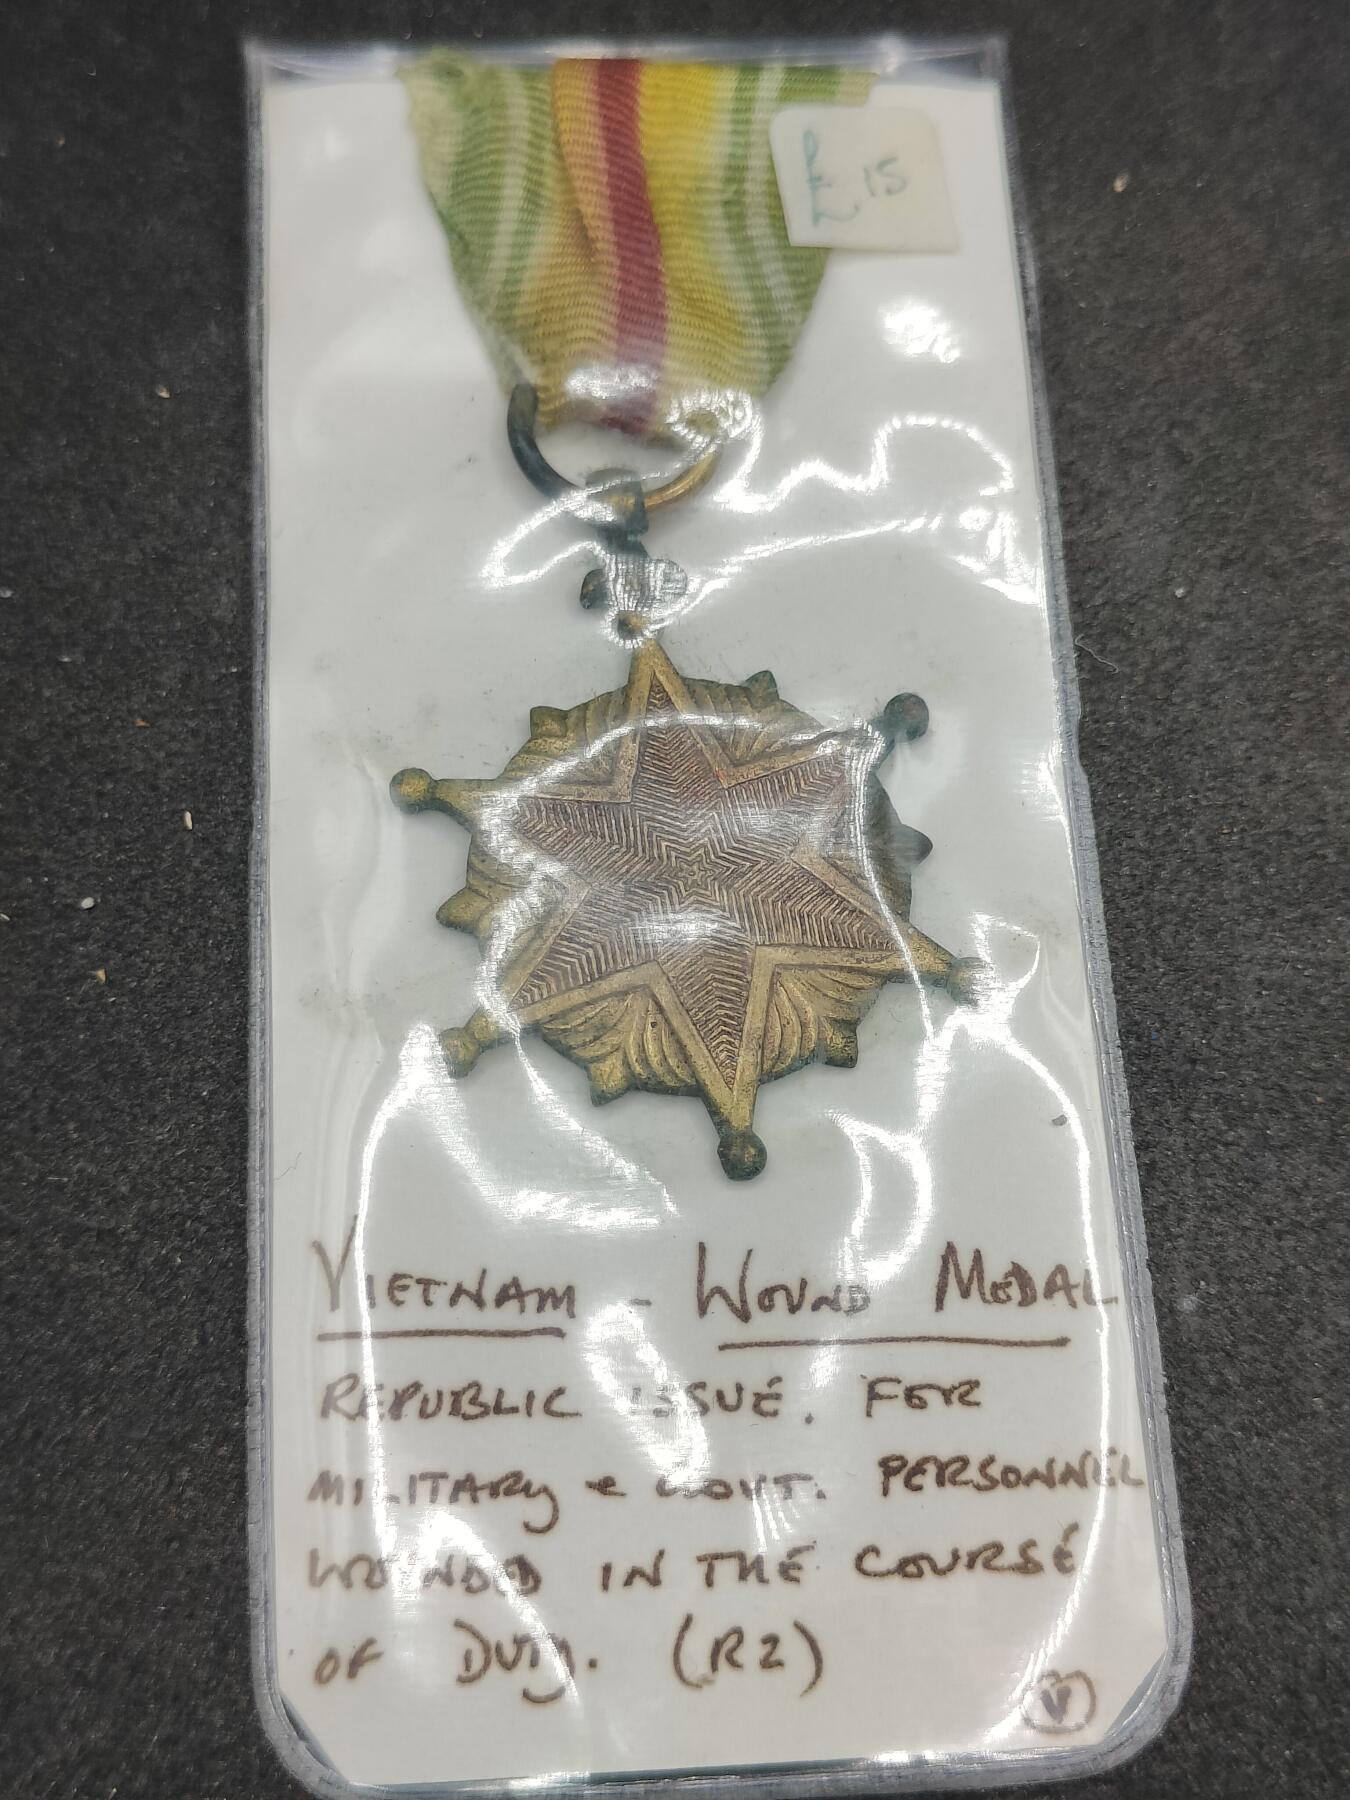 £15
VIETNAM - WOUND MEDAL
REPUBLIC ISSUE. FOR
MILITARY & GOVT. PERSONNEL
WOUNDED IN THE COURSE
OF DUTY. (R2)
V